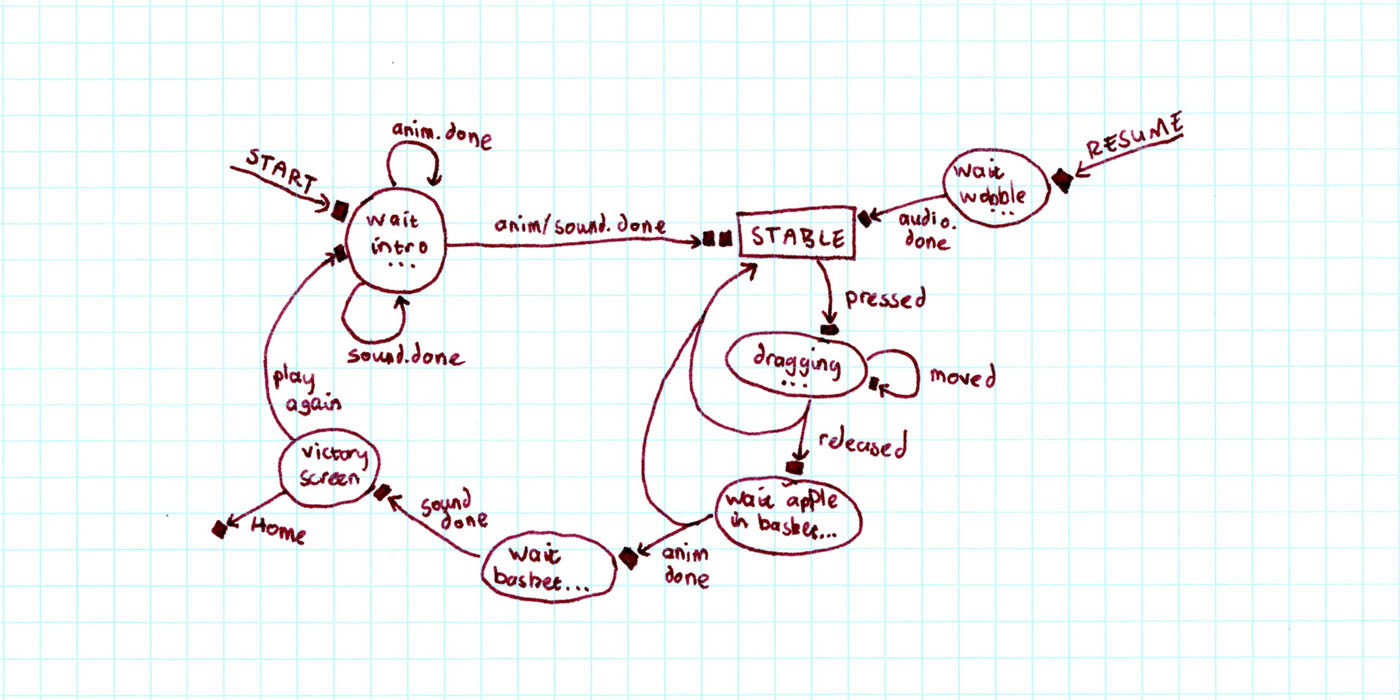 anim.done
START
RESUME
wait
intro
...
anim/sound.done
STABLE
wait
wobble
...
audio.
done
pressed
sound.done
dragging
...
moved
play
again
released
victory
screen
wait apple
in basket...
sound
done
Home
wait
basket...
anim
done